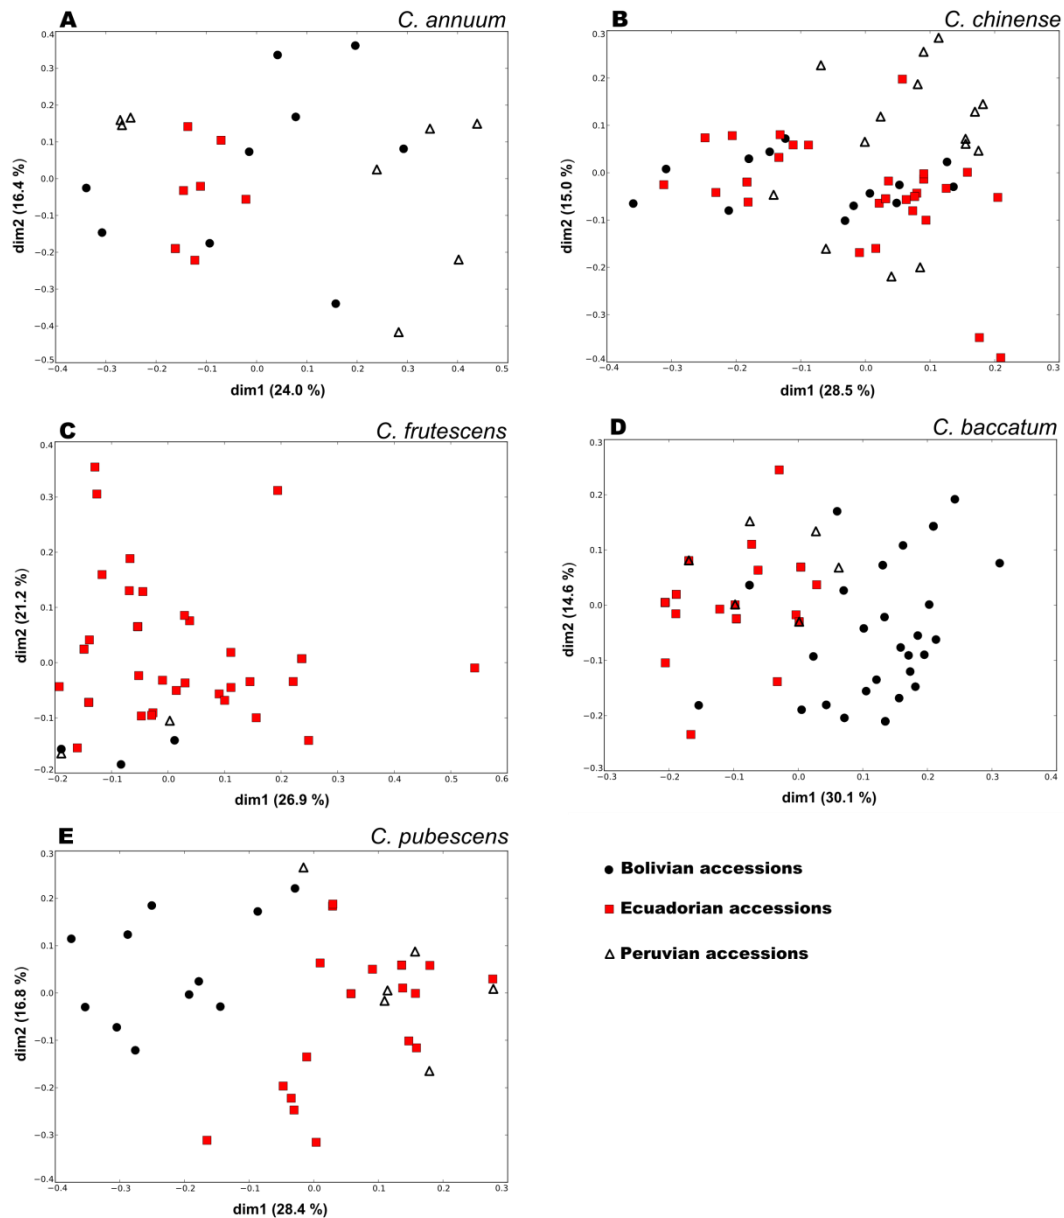 A C. annuum
0.4
0.3
0.2
0.1
0.0
−0.1
−0.2
−0.3
−0.4
−0.5
dim2 (16.4 %)
−0.4 −0.3 −0.2 −0.1 0.0 0.1 0.2 0.3 0.4 0.5
dim1 (24.0 %)
B C. chinense
0.3
0.2
0.1
0.0
−0.1
−0.2
−0.3
−0.4
dim2 (15.0 %)
−0.4 −0.3 −0.2 −0.1 0.0 0.1 0.2 0.3
dim1 (28.5 %)
C C. frutescens
0.4
0.3
0.2
0.1
0.0
−0.1
−0.2
dim2 (21.2 %)
−0.2 −0.1 0.0 0.1 0.2 0.3 0.4 0.5 0.6
dim1 (26.9 %)
D C. baccatum
0.3
0.2
0.1
0.0
−0.1
−0.2
−0.3
dim2 (14.6 %)
−0.3 −0.2 −0.1 0.0 0.1 0.2 0.3 0.4
dim1 (30.1 %)
E C. pubescens
0.3
0.2
0.1
0.0
−0.1
−0.2
−0.3
−0.4
dim2 (16.8 %)
−0.4 −0.3 −0.2 −0.1 0.0 0.1 0.2 0.3
dim1 (28.4 %)
Bolivian accessions
Ecuadorian accessions
Peruvian accessions